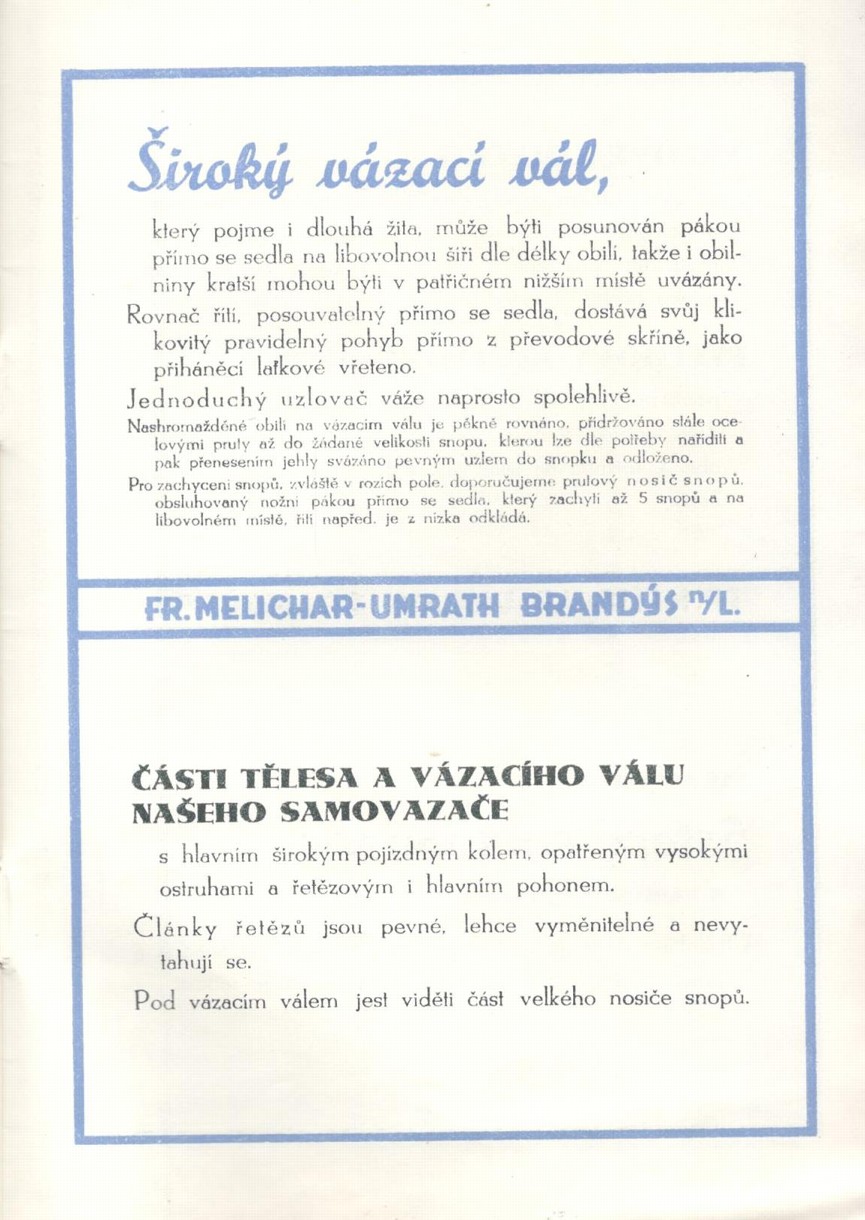 Široký vázací vál,
který pojme i dlouhá žita, může býti posunován pákou
přímo se sedla na libovolnou šíři dle délky obilí, takže i obil-
niny kratší mohou býti v patřičném nižším místě uvázány.
Rovnač řití, posouvatelný přímo se sedla, dostává svůj kli-
kovitý pravidelný pohyb přímo z převodové skříně, jako
přiháněcí laťkové vřeteno.
Jednoduchý uzlovač váže naprosto spolehlivě.
Nashromážděné obilí na vázacím válu je pěkně rovnáno, přidržováno stále oce-
lovými pruty až do žádané velikosti snopu, kterou lze dle potřeby naříditi a
pak přenesením jehly svázáno pevným uzlem do snopku a odloženo.
Pro zachycení snopů, zvláště v rozích pole, doporučujeme prutový nosič snopů,
obsluhovaný nožní pákou přímo se sedla, který zachytí až 5 snopů a na
libovolném místě, řití napřed, je z nízka odkládá.
FR. MELICHAR-UMRATH BRANDÝS n/L.
ČÁSTI TĚLESA A VÁZACÍHO VÁLU
NAŠEHO SAMOVAZAČE
s hlavním širokým pojízdným kolem, opatřeným vysokými
ostruhami a řetězovým i hlavním pohonem.
Články řetězů jsou pevné, lehce vyměnitelné a nevy-
tahují se.
Pod vázacím válem jest viděti část velkého nosiče snopů.